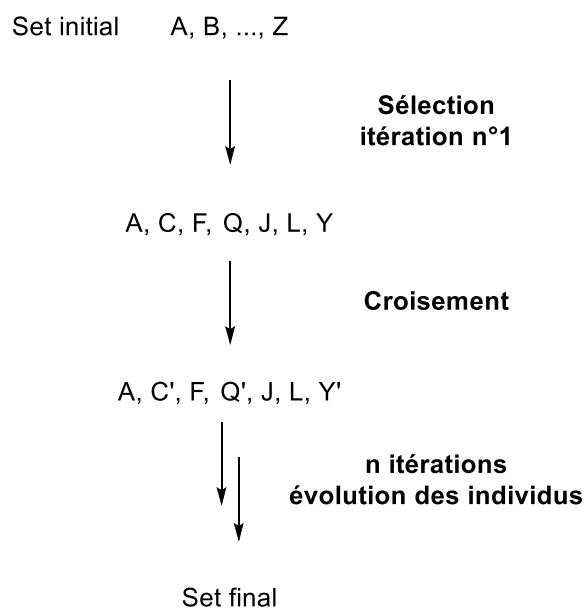 Set initial A, B, ..., Z
Sélection
itération n°1
A, C, F, Q, J, L, Y
Croisement
A, C', F, Q', J, L, Y'
n itérations
évolution des individus
Set final